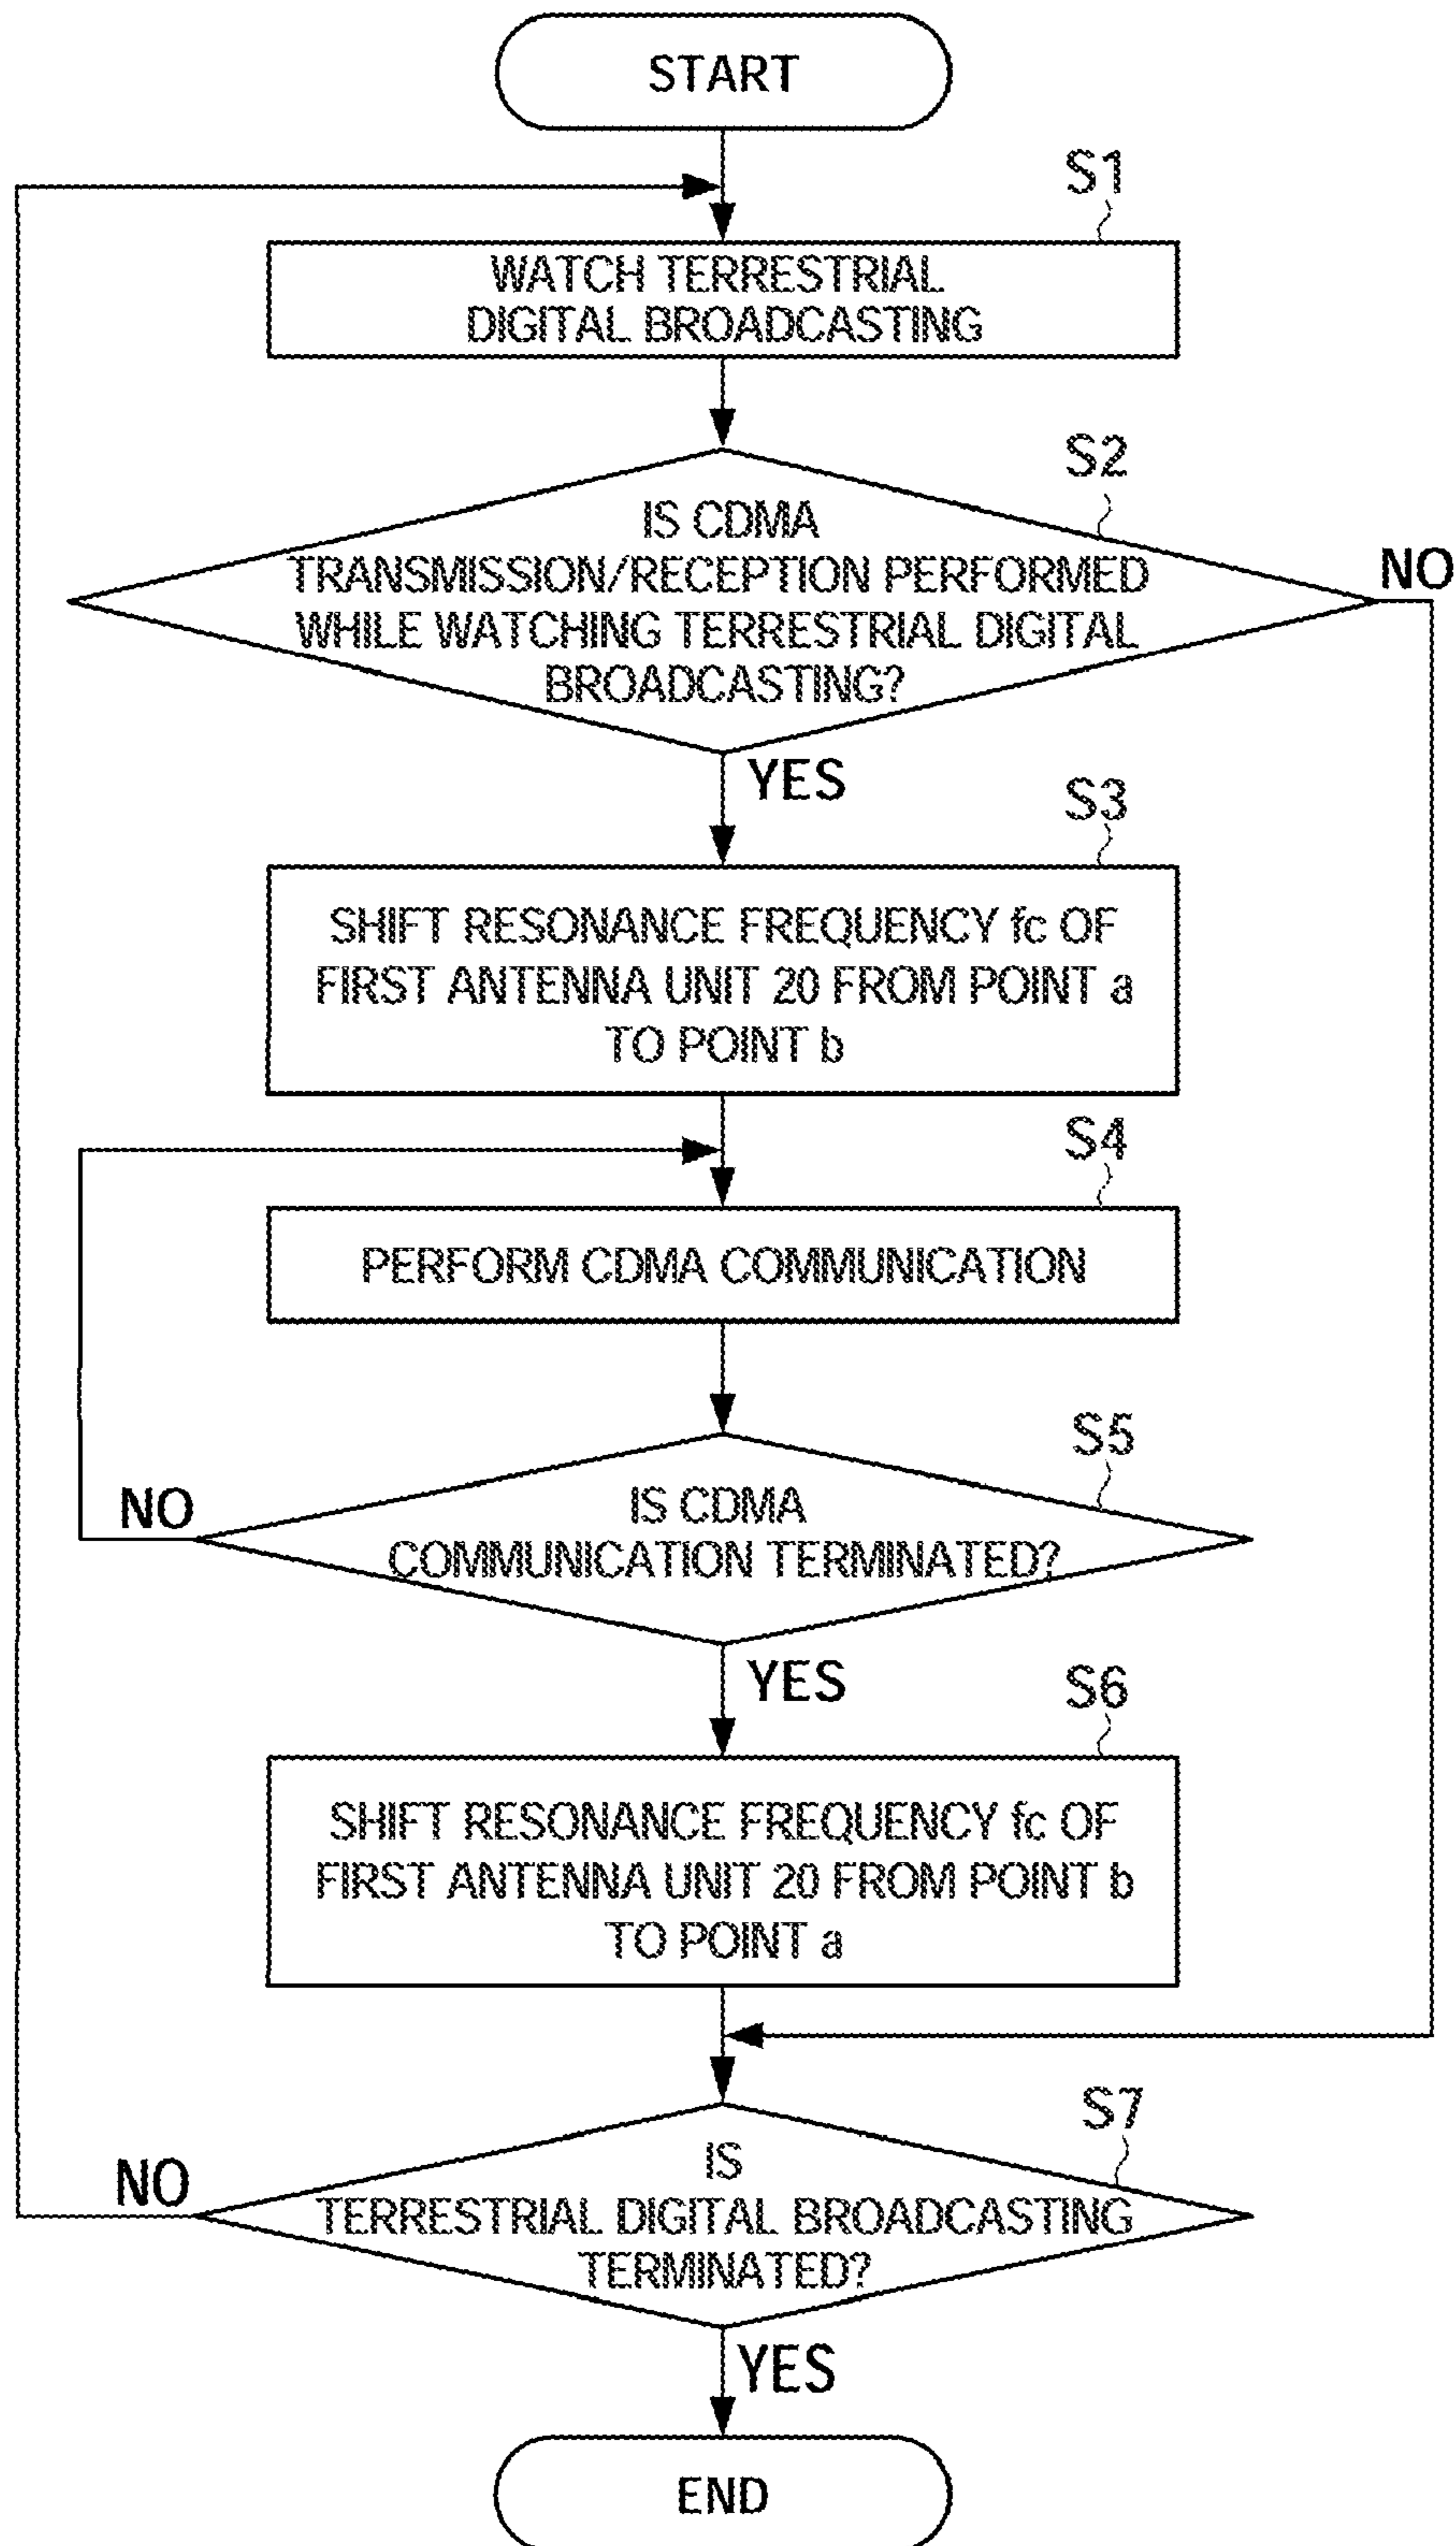 START
S1
WATCH TERRESTRIAL
DIGITAL BROADCASTING
S2
IS CDMA
TRANSMISSION/RECEPTION PERFORMED
WHILE WATCHING TERRESTRIAL DIGITAL
BROADCASTING?
NO
YES
S3
SHIFT RESONANCE FREQUENCY fc OF
FIRST ANTENNA UNIT 20 FROM POINT a
TO POINT b
S4
PERFORM CDMA COMMUNICATION
S5
IS CDMA
COMMUNICATION TERMINATED?
NO
YES
S6
SHIFT RESONANCE FREQUENCY fc OF
FIRST ANTENNA UNIT 20 FROM POINT b
TO POINT a
S7
IS
TERRESTRIAL DIGITAL BROADCASTING
TERMINATED?
NO
YES
END